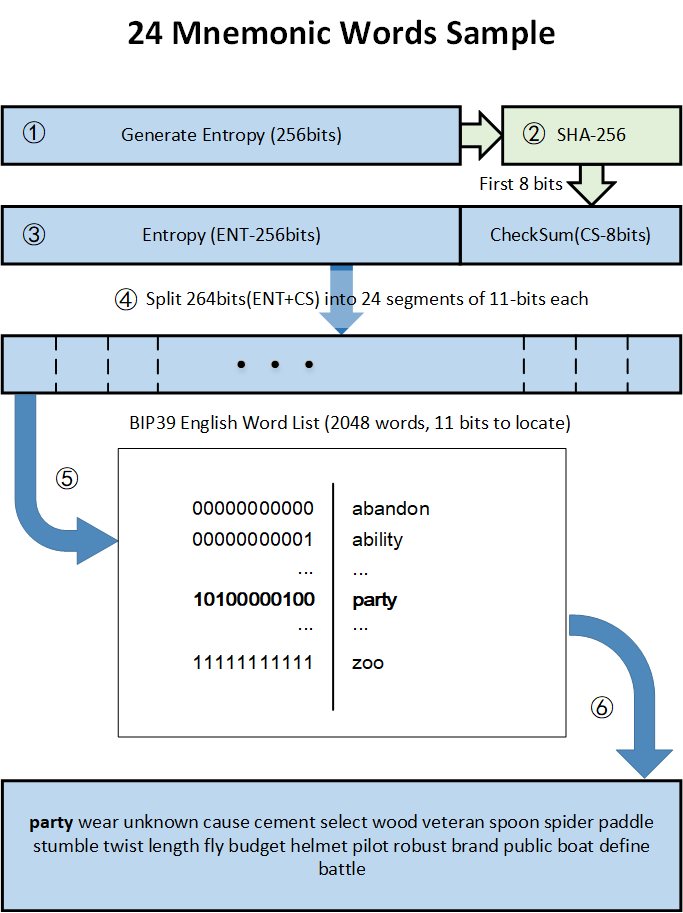 24 Mnemonic Words Sample
① Generate Entropy (256bits)
② SHA-256
First 8 bits
③ Entropy (ENT-256bits)
CheckSum(CS-8bits)
④ Split 264bits(ENT+CS) into 24 segments of 11-bits each
• • •
BIP39 English Word List (2048 words, 11 bits to locate)
⑤
00000000000 abandon
00000000001 ability
... ...
10100000100 party
... ...
11111111111 zoo
⑥
party wear unknown cause cement select wood veteran spoon spider paddle
stumble twist length fly budget helmet pilot robust brand public boat define
battle